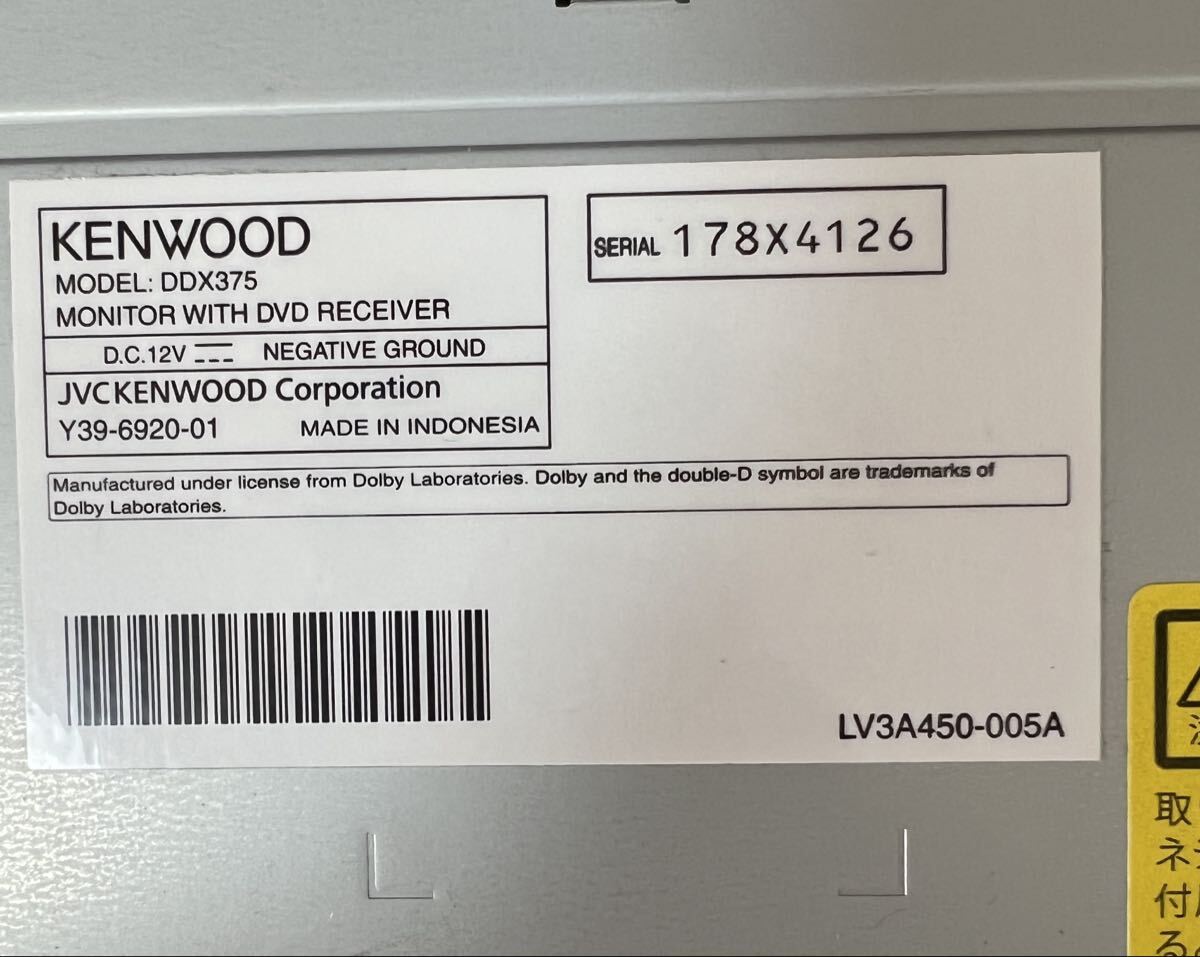 KENWOOD
MODEL: DDX375
MONITOR WITH DVD RECEIVER
D.C.12V NEGATIVE GROUND
JVCKENWOOD Corporation
Y39-6920-01 MADE IN INDONESIA
SERIAL 178X4126
Manufactured under license from Dolby Laboratories. Dolby and the double-D symbol are trademarks of
Dolby Laboratories.
LV3A450-005A
取
ネ
付
る